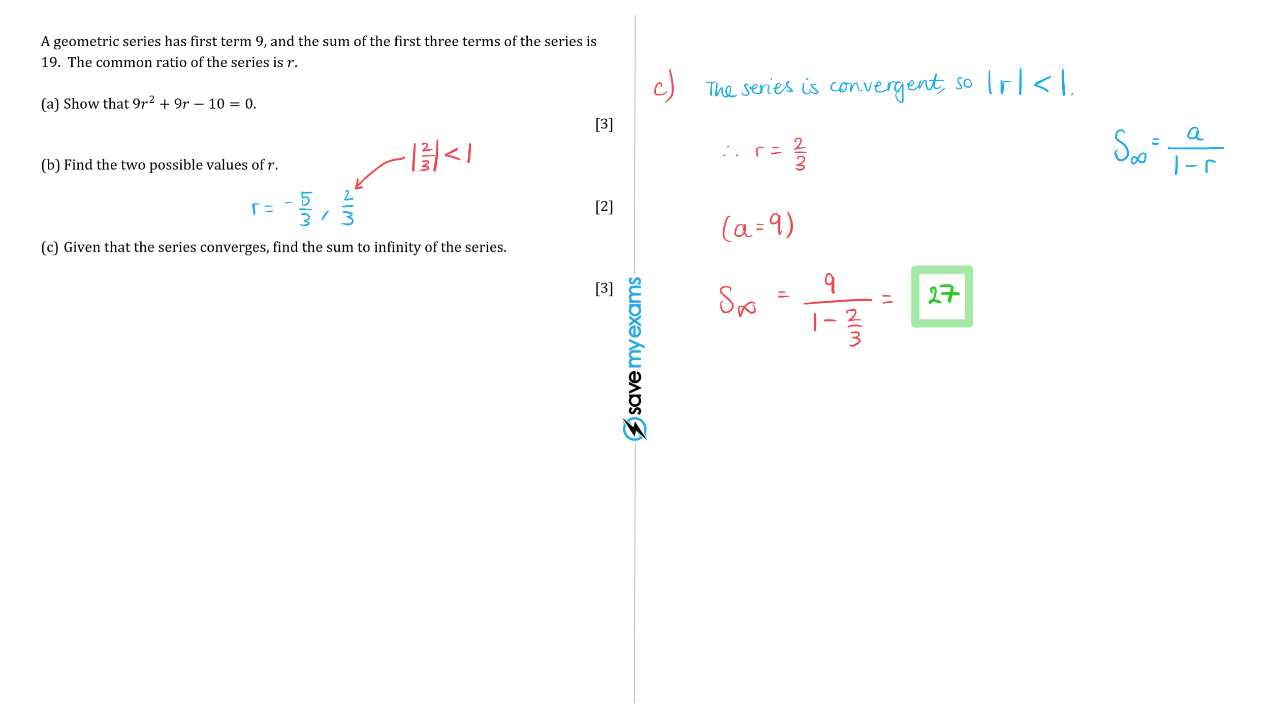 A geometric series has first term 9, and the sum of the first three terms of the series is
19. The common ratio of the series is r.
(a) Show that 9r² + 9r − 10 = 0.
[3]
|2/3| < 1
(b) Find the two possible values of r.
r = -5/3, 2/3
[2]
(c) Given that the series converges, find the sum to infinity of the series.
[3]
savemyexams
c) The series is convergent, so |r| < 1.
S∞ = a/(1-r)
∴ r = 2/3
(a = 9)
S∞ = 9/(1 - 2/3) = 27